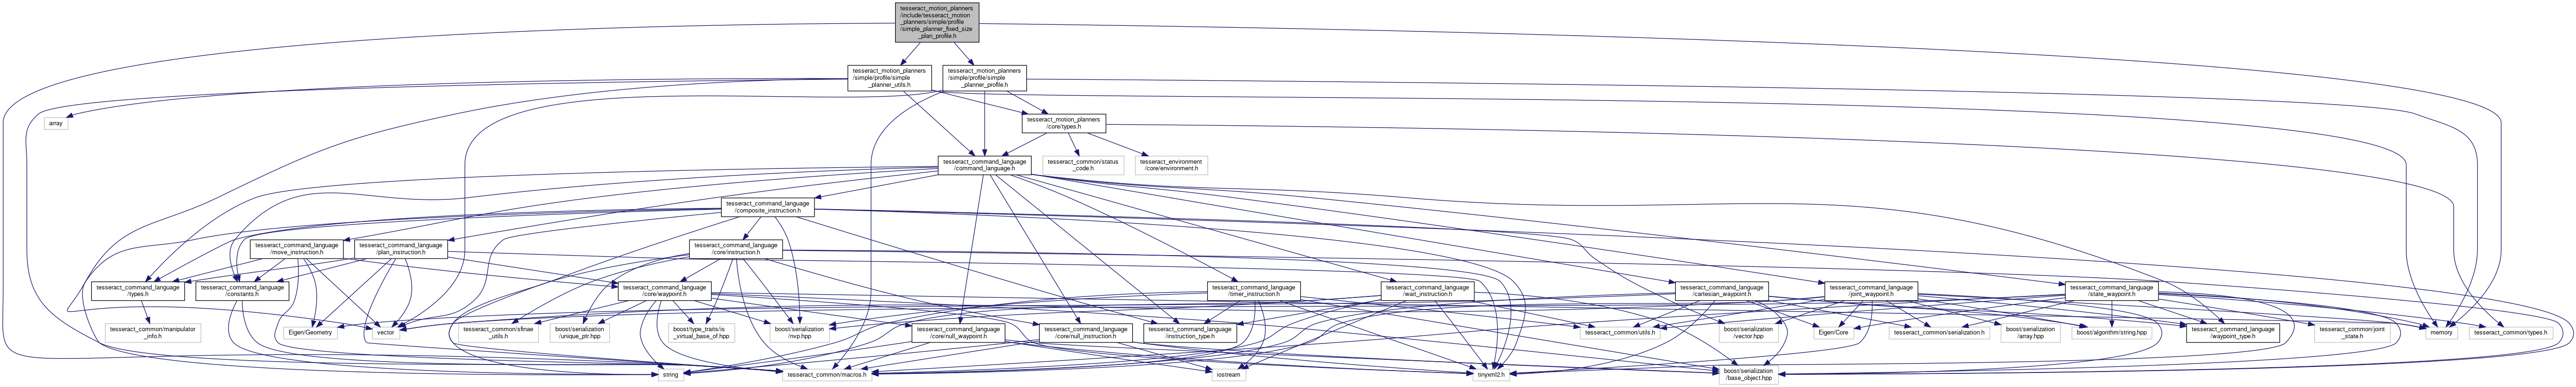 tesseract_motion_planners
/include/tesseract_motion
_planners/simple/profile
/simple_planner_fixed_size
_plan_profile.h
tesseract_motion_planners
/simple/profile/simple
_planner_utils.h
tesseract_motion_planners
/simple/profile/simple
_planner_profile.h
array
tesseract_motion_planners
/core/types.h
tesseract_command_language
/command_language.h
tesseract_common/status
_code.h
tesseract_environment
/core/environment.h
tesseract_command_language
/composite_instruction.h
tesseract_command_language
/move_instruction.h
tesseract_command_language
/plan_instruction.h
tesseract_command_language
/core/instruction.h
tesseract_command_language
/types.h
tesseract_command_language
/constants.h
tesseract_command_language
/core/waypoint.h
tesseract_command_language
/timer_instruction.h
tesseract_command_language
/wait_instruction.h
tesseract_command_language
/cartesian_waypoint.h
tesseract_command_language
/joint_waypoint.h
tesseract_command_language
/state_waypoint.h
tesseract_common/manipulator
_info.h
Eigen/Geometry
vector
tesseract_common/sfinae
_utils.h
boost/serialization
/unique_ptr.hpp
boost/type_traits/is
_virtual_base_of.hpp
boost/serialization
/nvp.hpp
tesseract_command_language
/core/null_waypoint.h
tesseract_command_language
/core/null_instruction.h
tesseract_command_language
/instruction_type.h
tesseract_common/utils.h
boost/serialization
/vector.hpp
Eigen/Core
tesseract_common/serialization.h
boost/serialization
/array.hpp
boost/algorithm/string.hpp
tesseract_command_language
/waypoint_type.h
tesseract_common/joint
_state.h
memory
tesseract_common/types.h
string
tesseract_common/macros.h
iostream
tinyxml2.h
boost/serialization
/base_object.hpp